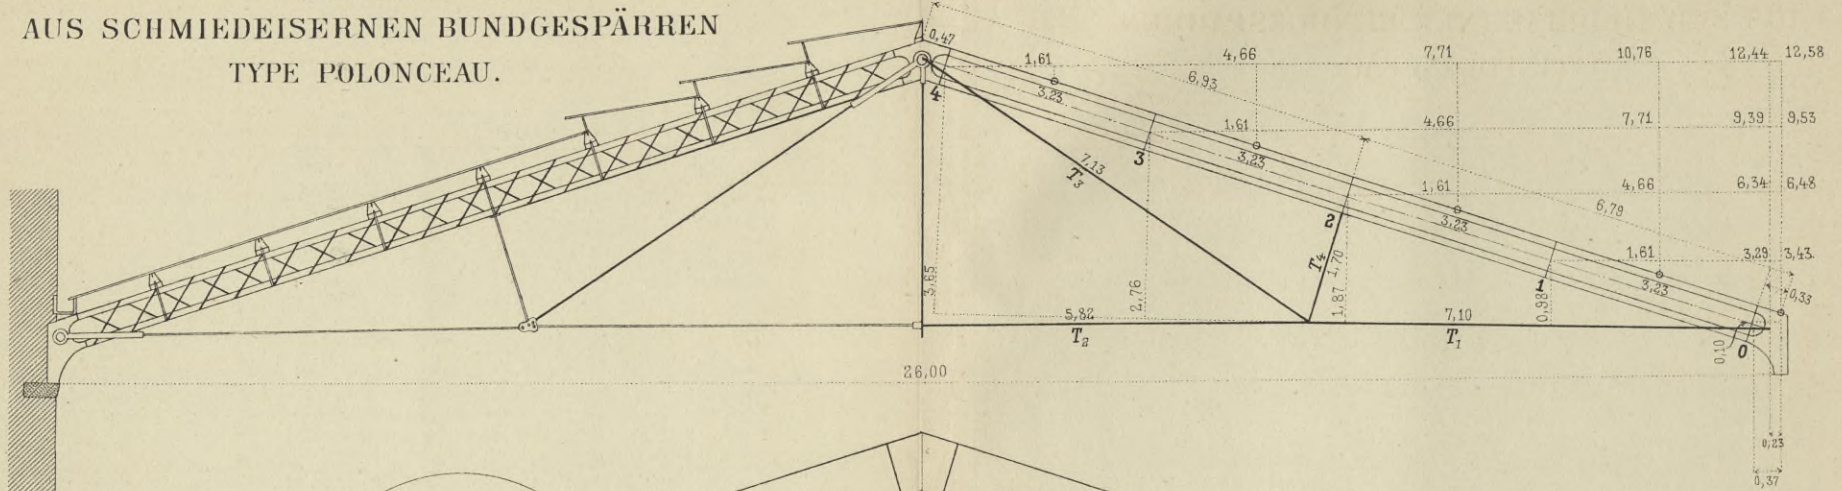 AUS SCHMIEDEISERNEN BUNDGESPÄRREN
TYPE POLONCEAU.
0,47
1,61 4,66 7,71 10,76 12,44 12,58
3,23
6,93
4
1,61 4,66 7,71 9,39 9,53
3,23
3
7,13
T3
1,61 4,66 6,34 6,48
3,23
6,79
2
T4 1,70
1,61 3,29 3,43
3,23
1
0,33
3,65
2,76
1,87
0,98
5,82
7,10
T2
T1
0,10
0
26,00
0,23
0,37